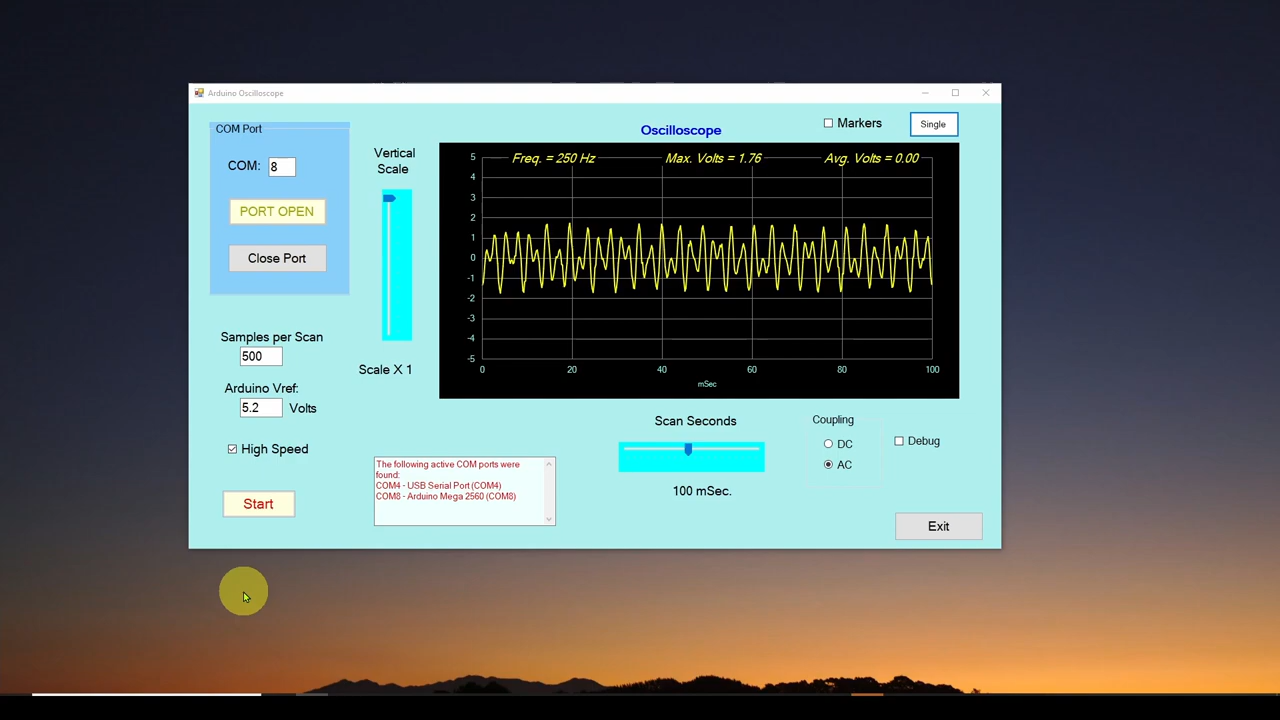 Arduino Oscilloscope
COM Port
COM: 8
PORT OPEN
Close Port
Samples per Scan
500
Arduino Vref:
5.2 Volts
High Speed
Start
Vertical
Scale
Scale X 1
Oscilloscope
Markers
Single
Freq. = 250 Hz Max. Volts = 1.76 Avg. Volts = 0.00
5
4
3
2
1
0
-1
-2
-3
-4
-5
0 20 40 60 80 100
mSec
The following active COM ports were
found:
COM4 - USB Serial Port (COM4)
COM8 - Arduino Mega 2560 (COM8)
Scan Seconds
100 mSec.
Coupling
DC
AC
Debug
Exit